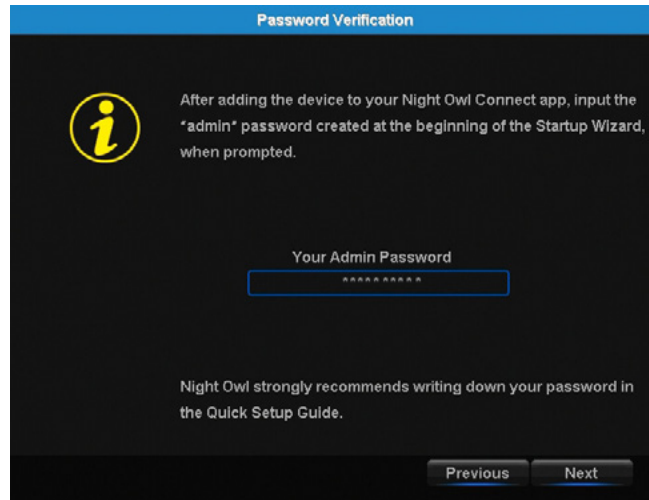 Password Verification
After adding the device to your Night Owl Connect app, input the
"admin" password created at the beginning of the Startup Wizard,
when prompted.
Your Admin Password
**********
Night Owl strongly recommends writing down your password in
the Quick Setup Guide.
Previous Next